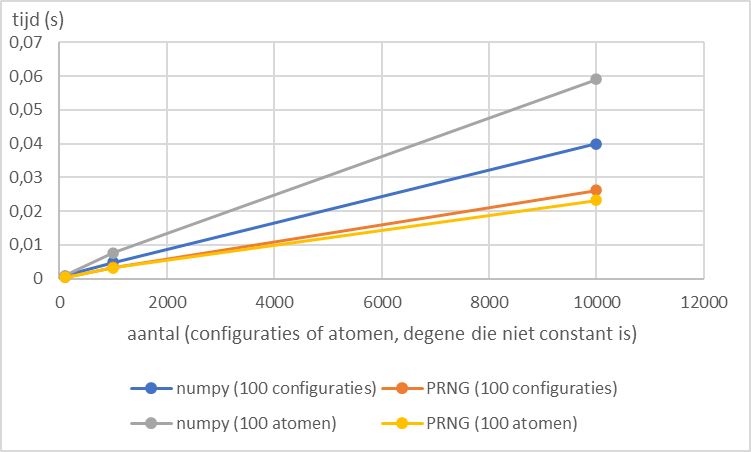 tijd (s)
0,07
0,06
0,05
0,04
0,03
0,02
0,01
0
0 2000 4000 6000 8000 10000 12000
aantal (configuraties of atomen, degene die niet constant is)
numpy (100 configuraties) PRNG (100 configuraties)
numpy (100 atomen) PRNG (100 atomen)